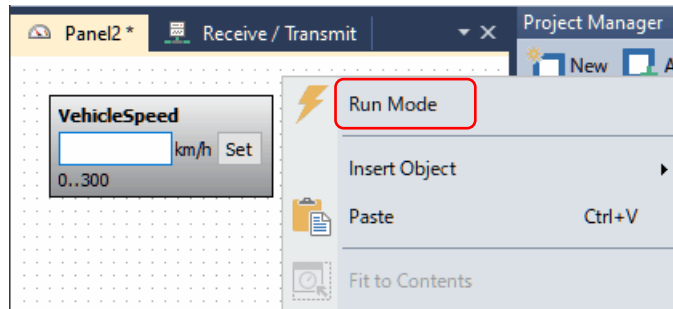 Panel2 *
Receive / Transmit
Project Manager
New
A
VehicleSpeed
km/h
Set
0..300
Run Mode
Insert Object
Paste
Ctrl+V
Fit to Contents